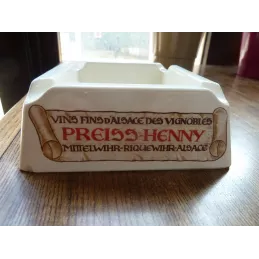 VINS FINS D'ALSACE DES VIGNOBLES
PREISS-HENNY
MITTELWIHR-RIQUEWIHR-ALSACE